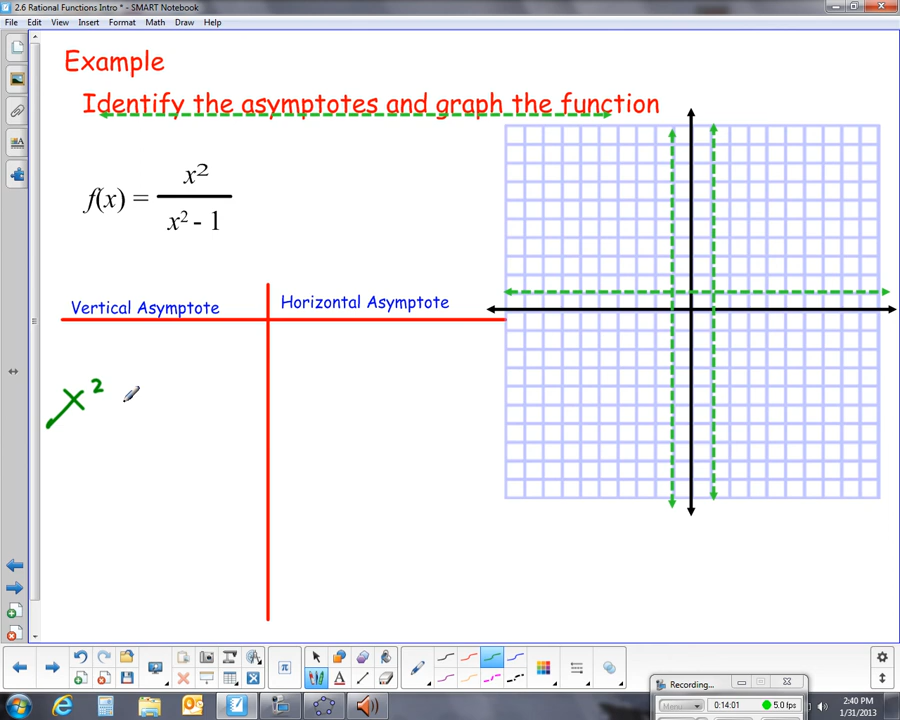 2.6 Rational Functions Intro * - SMART Notebook
File Edit View Insert Format Math Draw Help
Example
Identify the asymptotes and graph the function
f(x) = x² / x² - 1
Vertical Asymptote
Horizontal Asymptote
x²
π
A
Recording...
Menu
0:14:01
5.0 fps
2:40 PM
1/31/2013